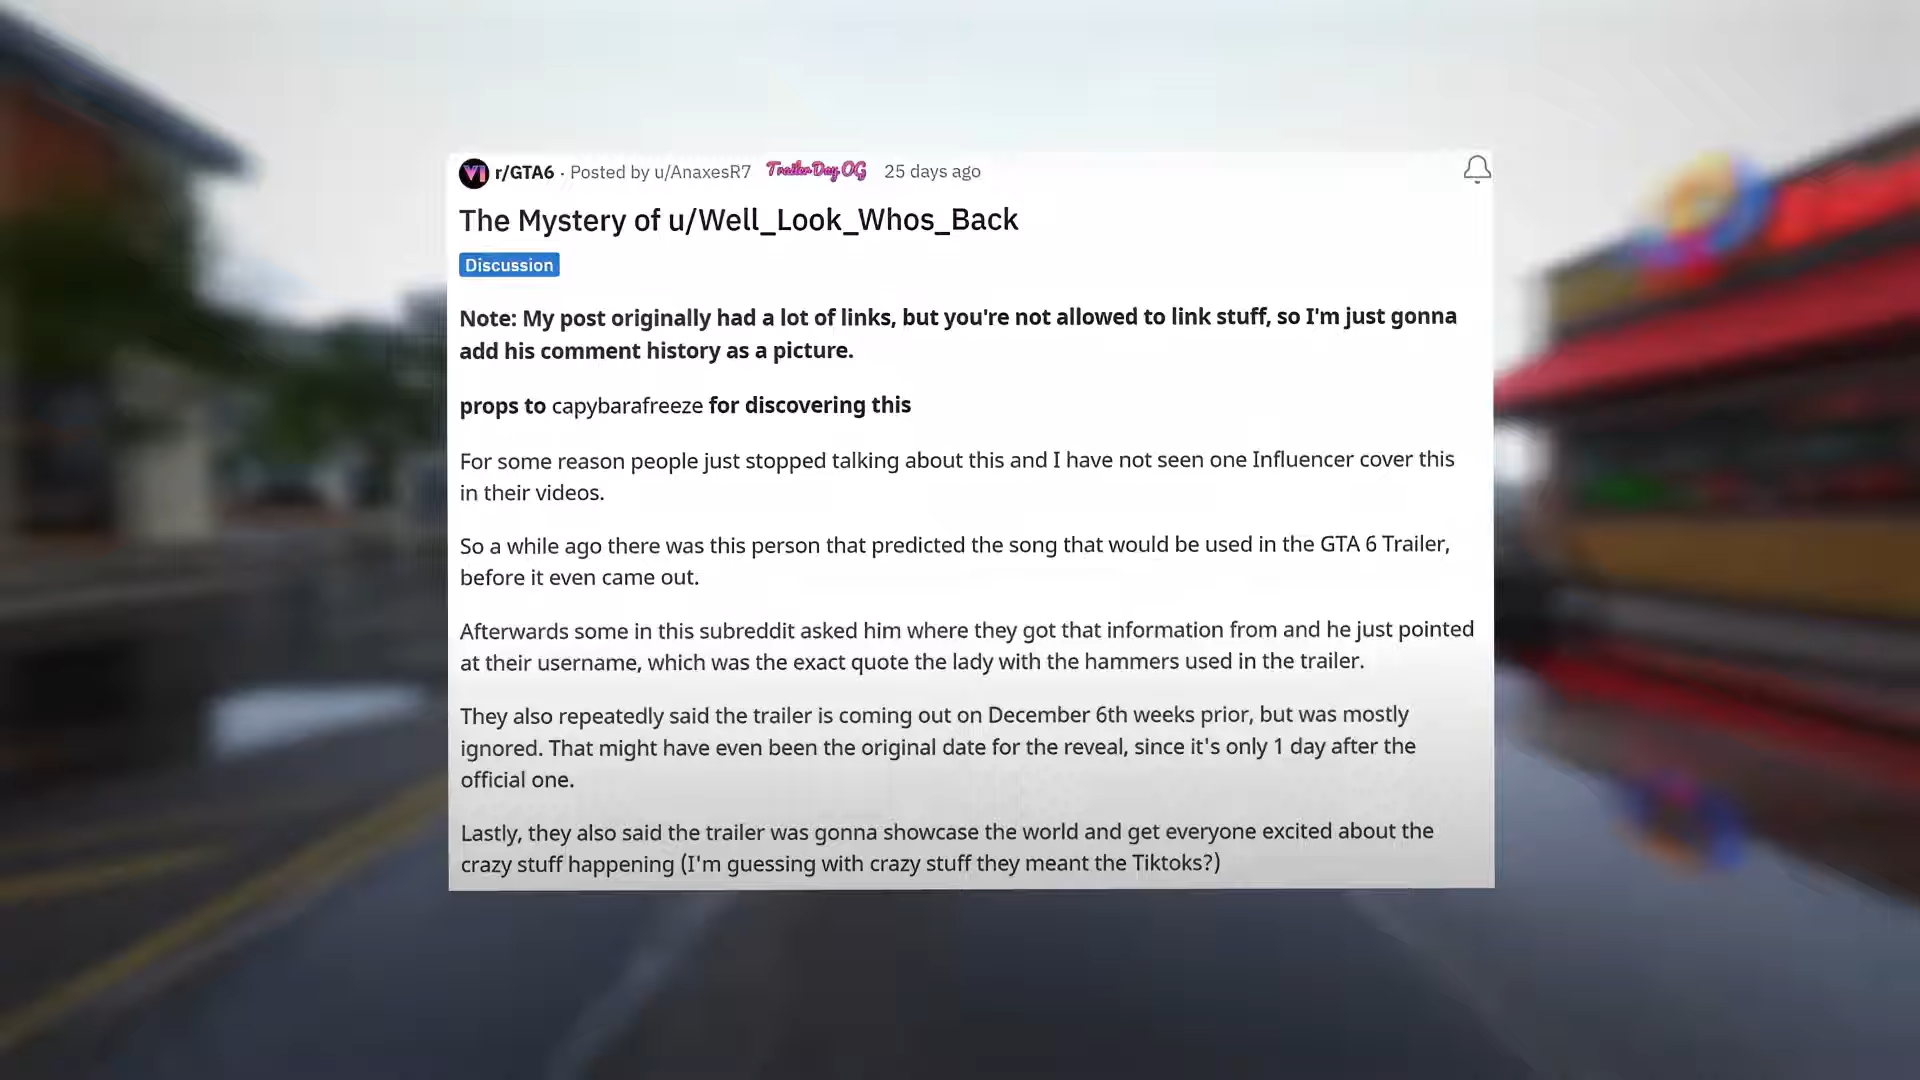 VI r/GTA6 · Posted by u/AnaxesR7 Trailer Day OG 25 days ago
The Mystery of u/Well_Look_Whos_Back
Discussion
Note: My post originally had a lot of links, but you're not allowed to link stuff, so I'm just gonna
add his comment history as a picture.
props to capybarafreeze for discovering this
For some reason people just stopped talking about this and I have not seen one Influencer cover this
in their videos.
So a while ago there was this person that predicted the song that would be used in the GTA 6 Trailer,
before it even came out.
Afterwards some in this subreddit asked him where they got that information from and he just pointed
at their username, which was the exact quote the lady with the hammers used in the trailer.
They also repeatedly said the trailer is coming out on December 6th weeks prior, but was mostly
ignored. That might have even been the original date for the reveal, since it's only 1 day after the
official one.
Lastly, they also said the trailer was gonna showcase the world and get everyone excited about the
crazy stuff happening (I'm guessing with crazy stuff they meant the Tiktoks?)